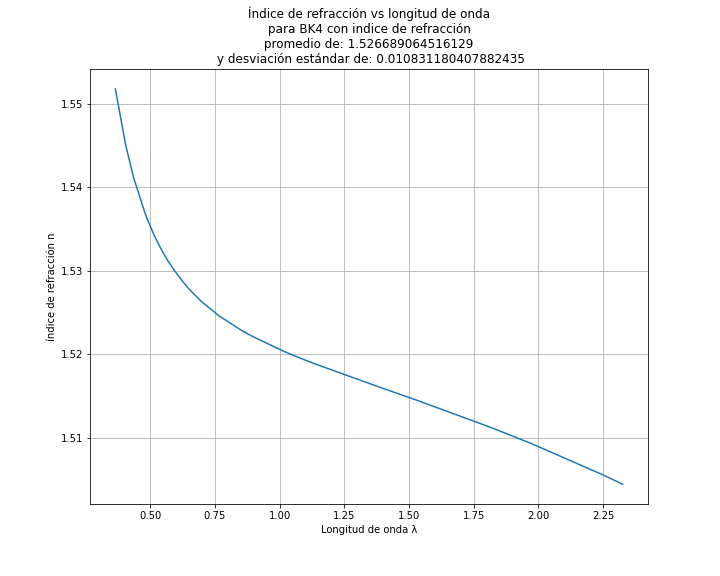 Índice de refracción vs longitud de onda
para BK4 con indice de refracción
promedio de: 1.526689064516129
y desviación estándar de: 0.010831180407882435
1.55
1.54
1.53
1.52
1.51
Índice de refracción n
0.50 0.75 1.00 1.25 1.50 1.75 2.00 2.25
Longitud de onda λ